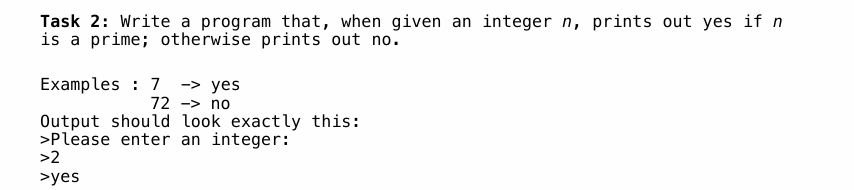 Task 2: Write a program that, when given an integer n, prints out yes if n
is a prime; otherwise prints out no.
Examples : 7 –> yes
72 –> no
Output should look exactly this:
>Please enter an integer:
>2
>yes